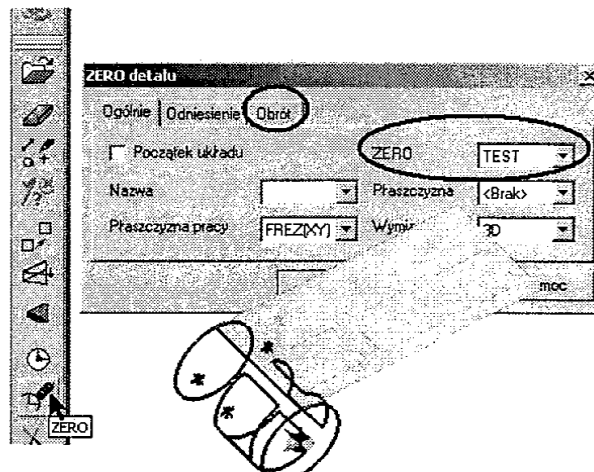 ZERO detalu
Ogólnie Odniesienie Obrót
Początek układu ZERO TEST
Nazwa Płaszczyzna <Brak>
Płaszczyzna pracy FREZ(XY) Wymiar 3D
moc
ZERO